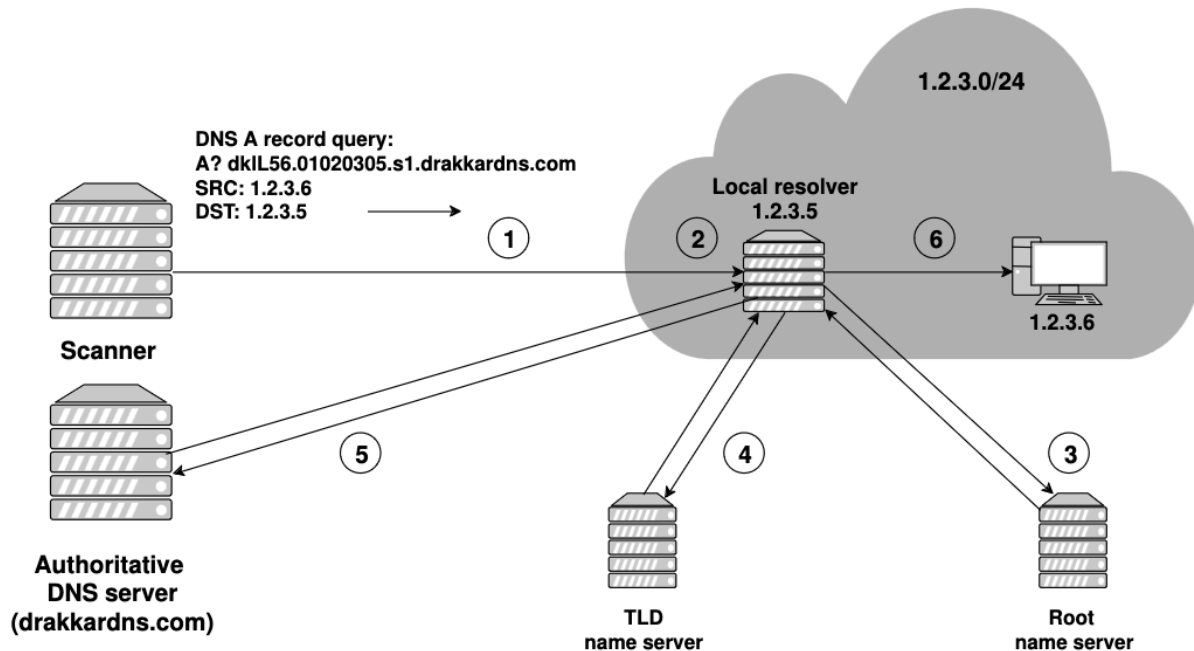 1.2.3.0/24
DNS A record query:
A? dklL56.01020305.s1.drakkardns.com
SRC: 1.2.3.6
DST: 1.2.3.5
Local resolver
1.2.3.5
1
2
6
1.2.3.6
Scanner
5
4
3
Authoritative
DNS server
(drakkardns.com)
TLD
name server
Root
name server